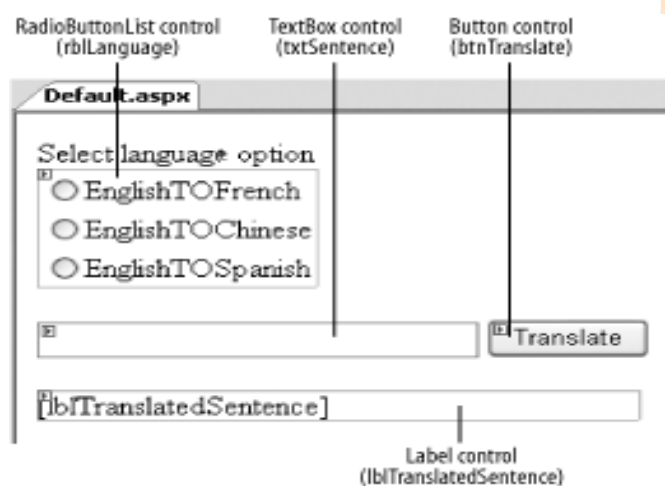 RadioButtonList control
(rblLanguage)
TextBox control
(txtSentence)
Button control
(btnTranslate)
Default.aspx
Select language option
EnglishTOFrench
EnglishTOChinese
EnglishTOSpanish
Translate
[lblTranslatedSentence]
Label control
(lblTranslatedSentence)